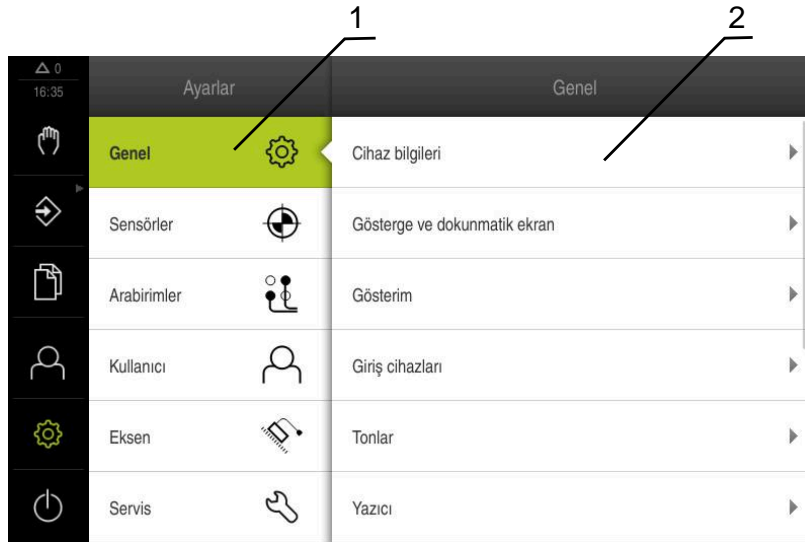 1 2
0
16:35
Ayarlar
Genel
Genel
Sensörler
Arabirimler
Kullanıcı
Eksen
Servis
Cihaz bilgileri
Gösterge ve dokunmatik ekran
Gösterim
Giriş cihazları
Tonlar
Yazıcı